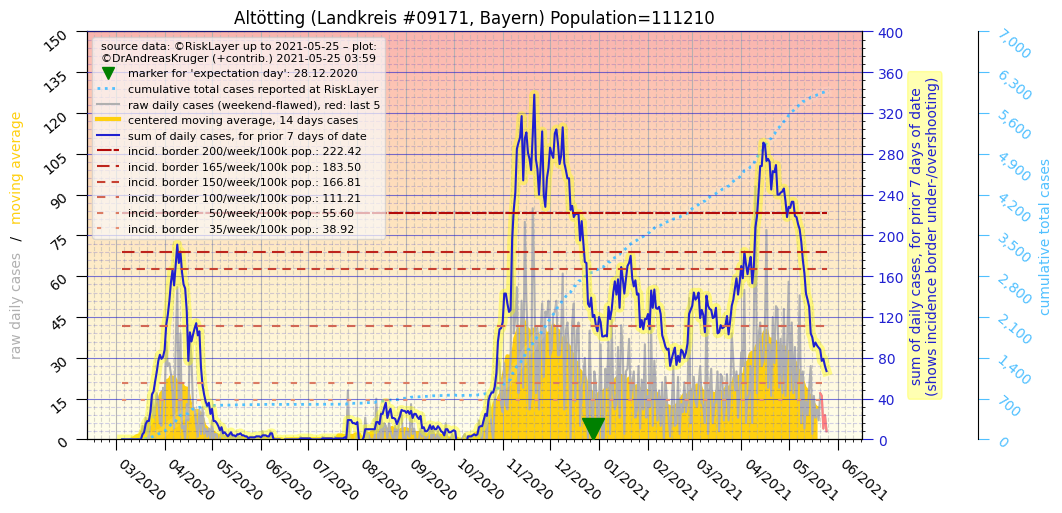 Altötting (Landkreis #09171, Bayern) Population=111210
source data: ©RiskLayer up to 2021-05-25 – plot:
©DrAndreasKruger (+contrib.) 2021-05-25 03:59
marker for 'expectation day': 28.12.2020
cumulative total cases reported at RiskLayer
raw daily cases (weekend-flawed), red: last 5
centered moving average, 14 days cases
sum of daily cases, for prior 7 days of date
incid. border 200/week/100k pop.: 222.42
incid. border 165/week/100k pop.: 183.50
incid. border 150/week/100k pop.: 166.81
incid. border 100/week/100k pop.: 111.21
incid. border   50/week/100k pop.: 55.60
incid. border   35/week/100k pop.: 38.92
raw daily cases  /  moving average
150
135
120
105
90
75
60
45
30
15
0
03/2020
04/2020
05/2020
06/2020
07/2020
08/2020
09/2020
10/2020
11/2020
12/2020
01/2021
02/2021
03/2021
04/2021
05/2021
06/2021
400
360
320
280
240
200
160
120
80
40
0
sum of daily cases, for prior 7 days of date
(shows incidence border under-/overshooting)
7,000
6,300
5,600
4,900
4,200
3,500
2,800
2,100
1,400
700
0
cumulative total cases